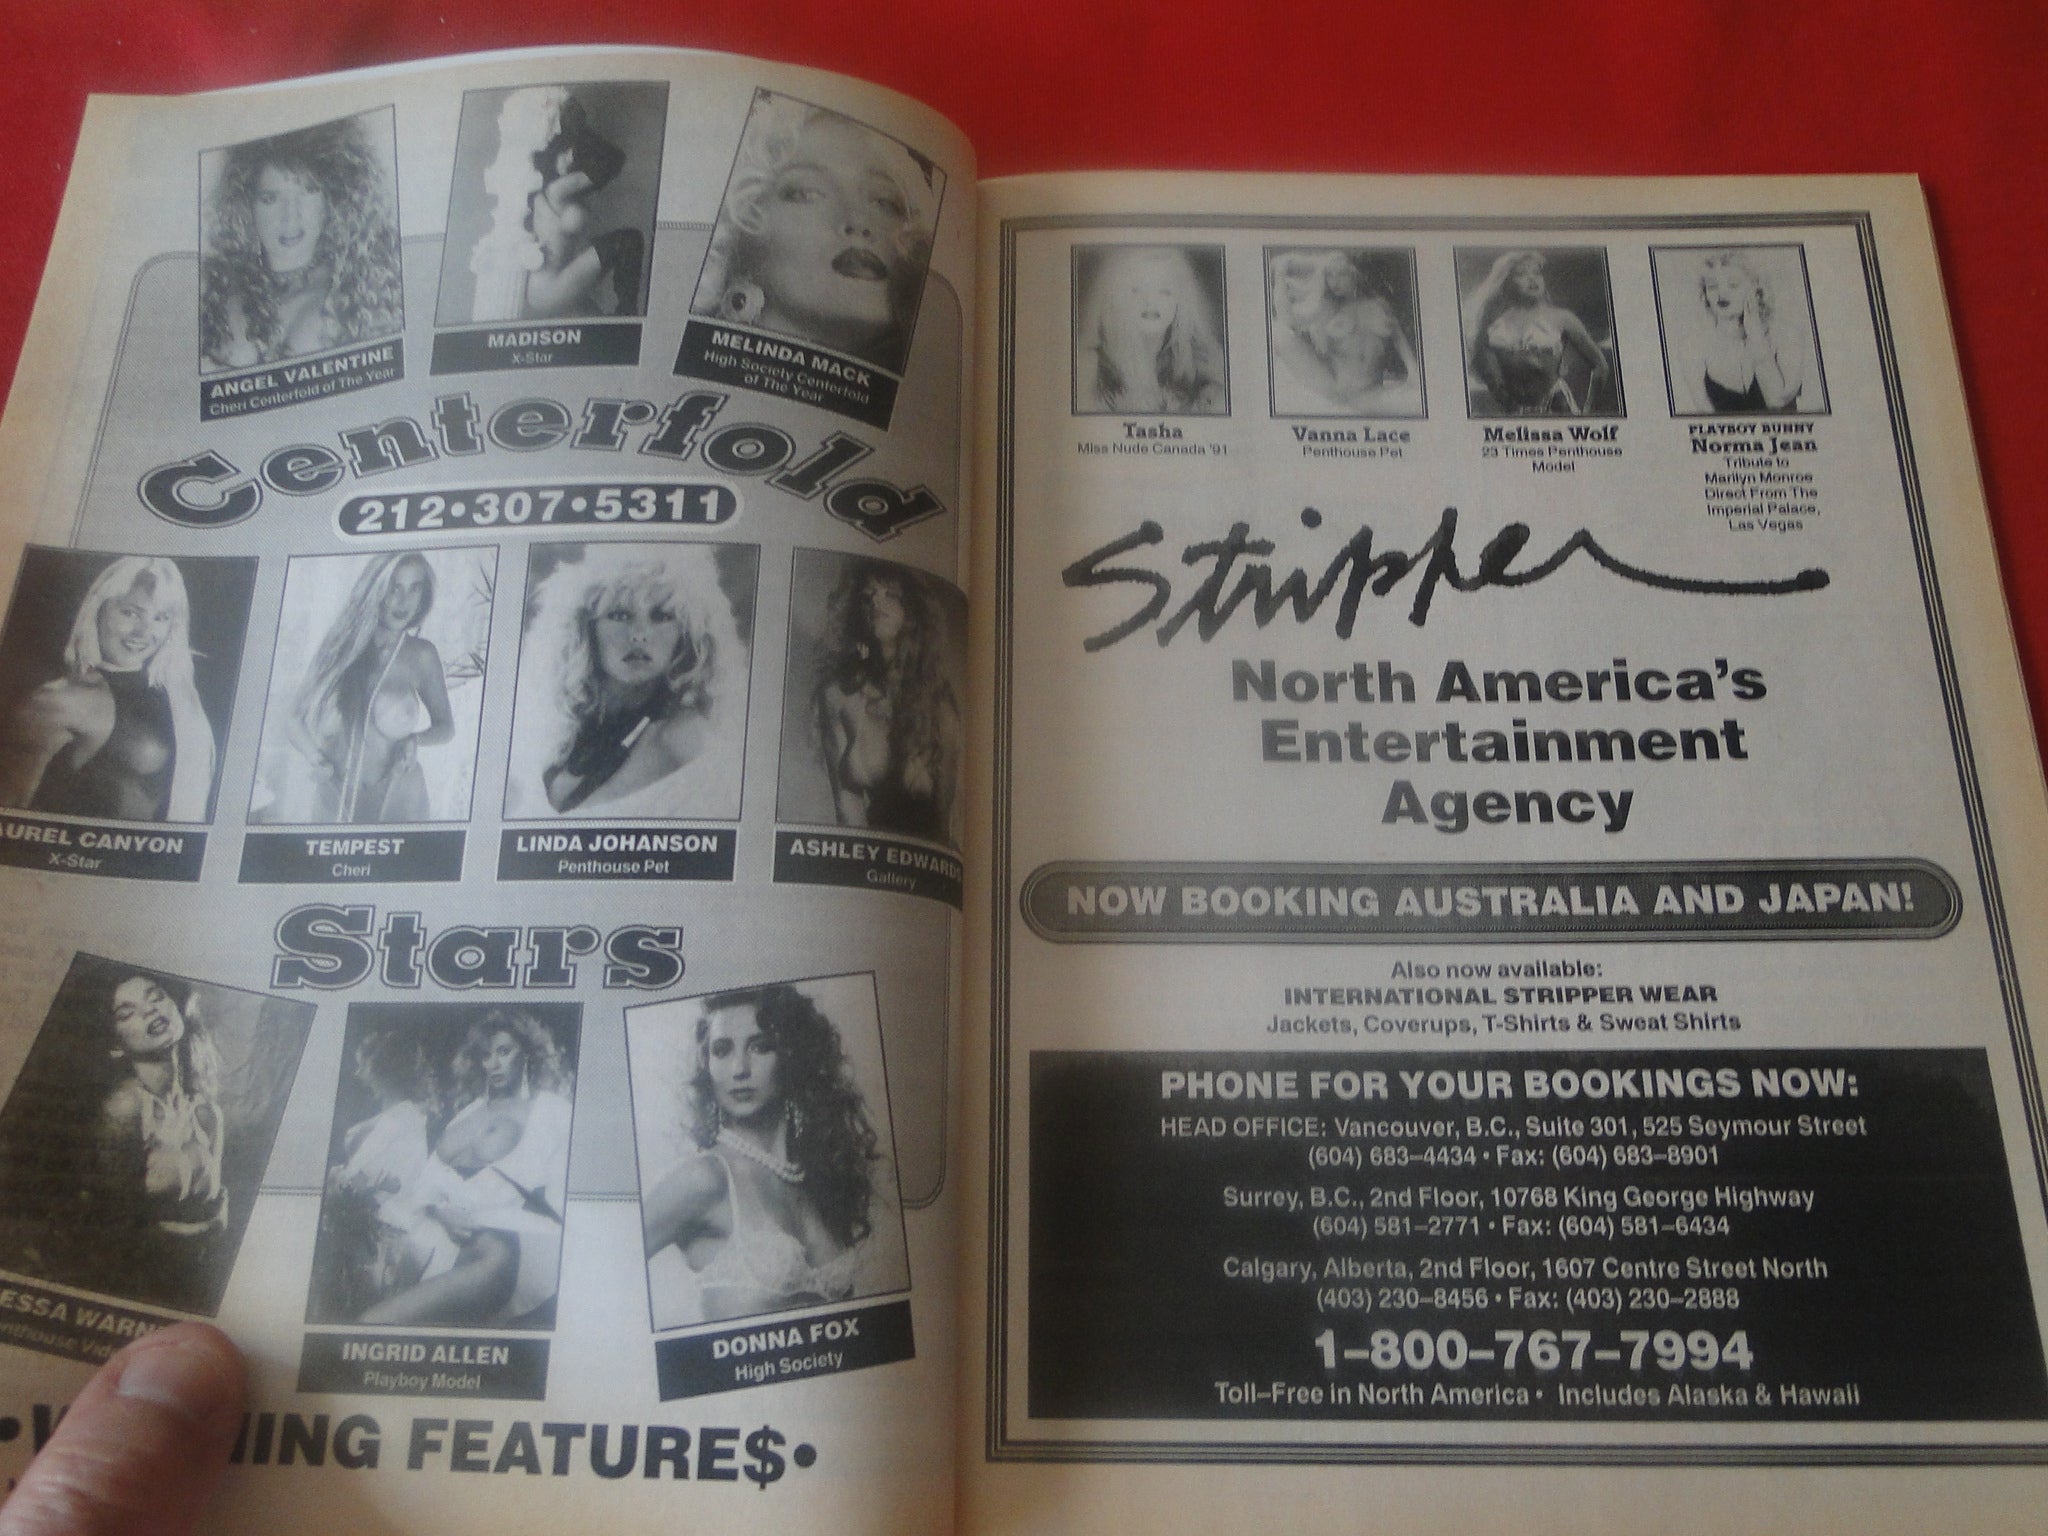 ANGEL VALENTINE
Cheri Centerfold of The Year
MADISON
X-Star
MELINDA MACK
High Society Centerfold
of The Year
Centerfold
212•307•5311
AUREL CANYON
X-Star
TEMPEST
Cheri
LINDA JOHANSON
Penthouse Pet
ASHLEY EDWARDS
Gallery
Stars
ESSA WARN
INGRID ALLEN
Playboy Model
DONNA FOX
High Society
FEATURE$•
Tasha
Miss Nude Canada '91
Vanna Lace
Penthouse Pet
Melissa Wolf
23 Times Penthouse
Model
PLAYBOY BUNNY
Norma Jean
Tribute to
Marilyn Monroe
Direct From The
Imperial Palace,
Las Vegas
Stripper
North America's
Entertainment
Agency
NOW BOOKING AUSTRALIA AND JAPAN!
Also now available:
INTERNATIONAL STRIPPER WEAR
Jackets, Coverups, T-Shirts & Sweat Shirts
PHONE FOR YOUR BOOKINGS NOW:
HEAD OFFICE: Vancouver, B.C., Suite 301, 525 Seymour Street
(604) 683–4434 • Fax: (604) 683–8901
Surrey, B.C., 2nd Floor, 10768 King George Highway
(604) 581–2771 • Fax: (604) 581–6434
Calgary, Alberta, 2nd Floor, 1607 Centre Street North
(403) 230–8456 • Fax: (403) 230–2888
1–800–767–7994
Toll–Free in North America • Includes Alaska & Hawaii